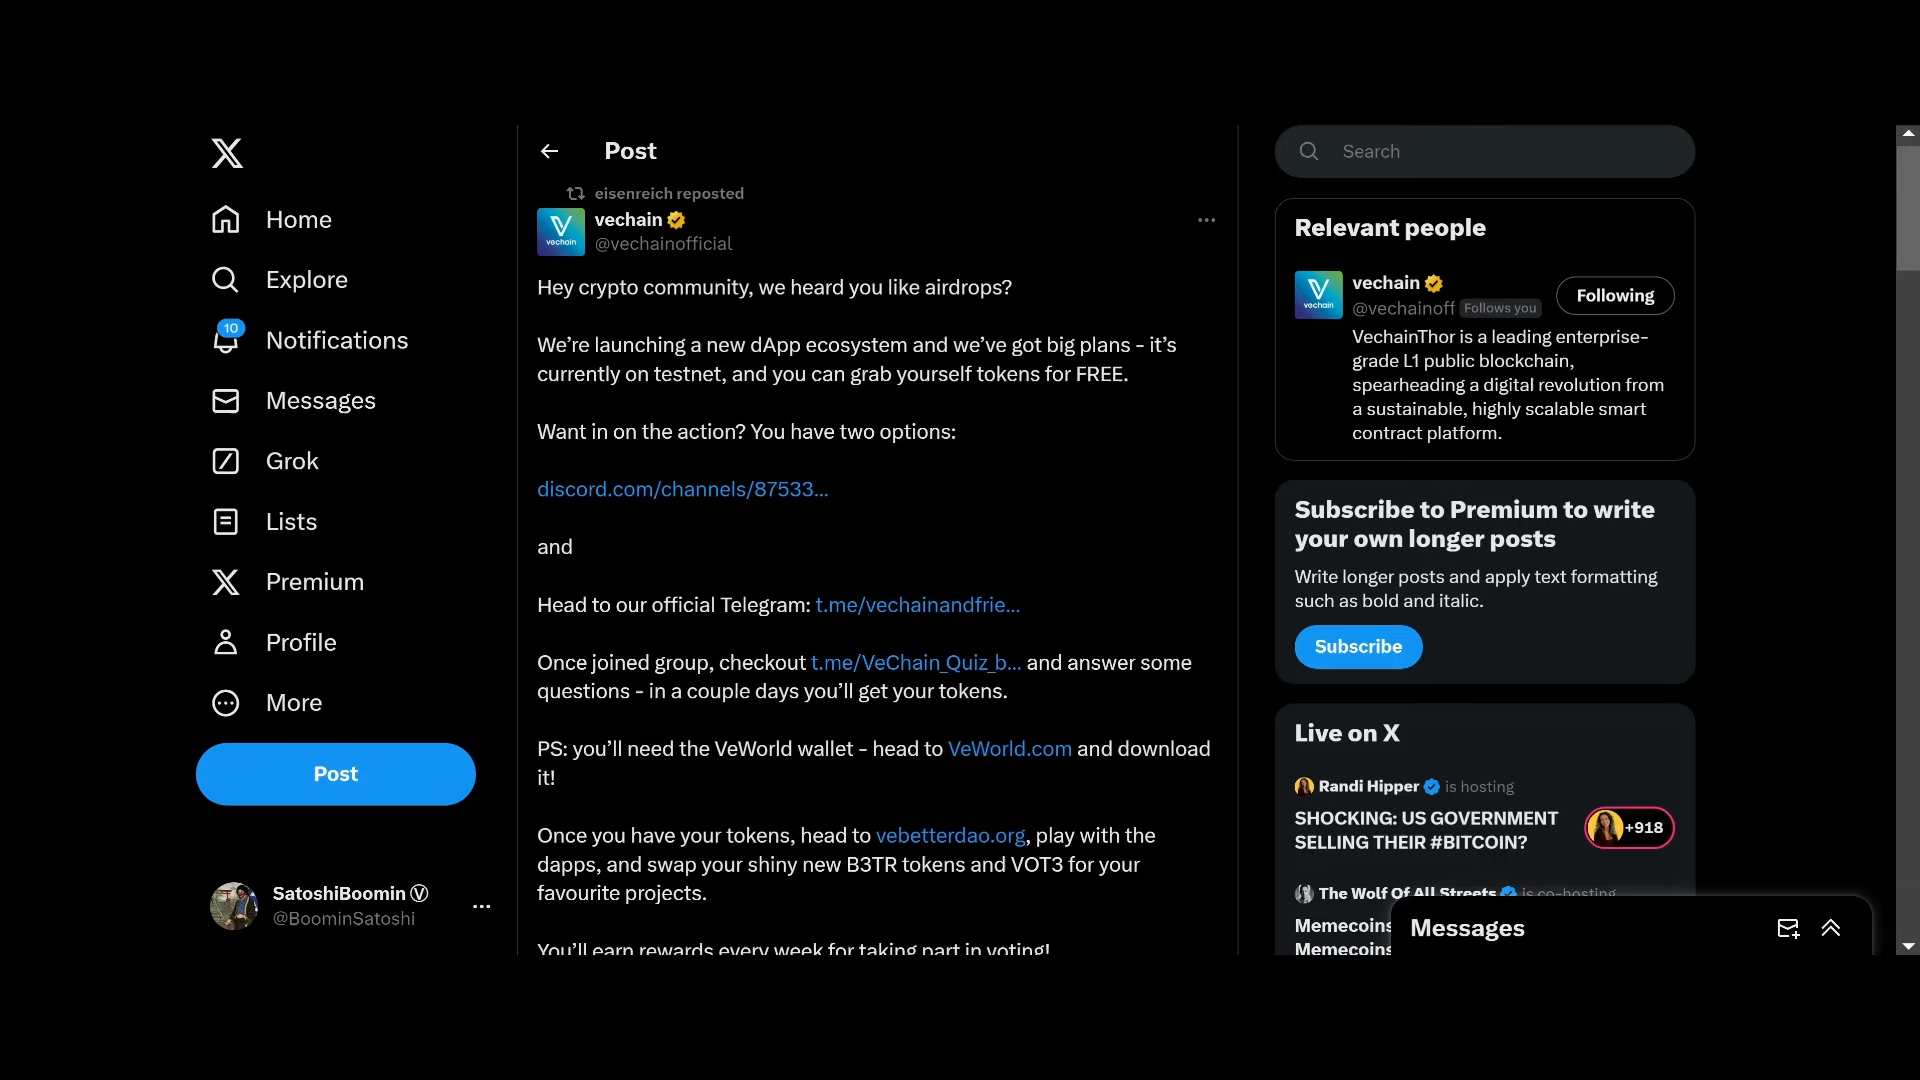 Home
Explore
10
Notifications
Messages
Grok
Lists
Premium
Profile
More
Post
SatoshiBoomin Ⓥ
@BoominSatoshi
Post
eisenreich reposted
vechain
@vechainofficial
vechain
Hey crypto community, we heard you like airdrops?
We’re launching a new dApp ecosystem and we’ve got big plans - it’s
currently on testnet, and you can grab yourself tokens for FREE.
Want in on the action? You have two options:
discord.com/channels/87533...
and
Head to our official Telegram: t.me/vechainandfrie...
Once joined group, checkout t.me/VeChain_Quiz_b... and answer some
questions - in a couple days you’ll get your tokens.
PS: you’ll need the VeWorld wallet - head to VeWorld.com and download
it!
Once you have your tokens, head to vebetterdao.org, play with the
dapps, and swap your shiny new B3TR tokens and VOT3 for your
favourite projects.
You’ll earn rewards every week for taking part in voting!
Search
Relevant people
vechain
vechain
@vechainoff Follows you
Following
VechainThor is a leading enterprise-
grade L1 public blockchain,
spearheading a digital revolution from
a sustainable, highly scalable smart
contract platform.
Subscribe to Premium to write
your own longer posts
Write longer posts and apply text formatting
such as bold and italic.
Subscribe
Live on X
Randi Hipper is hosting
SHOCKING: US GOVERNMENT
SELLING THEIR #BITCOIN?
+918
The Wolf Of All Streets is co-hosting
Memecoins
Memecoins
Messages